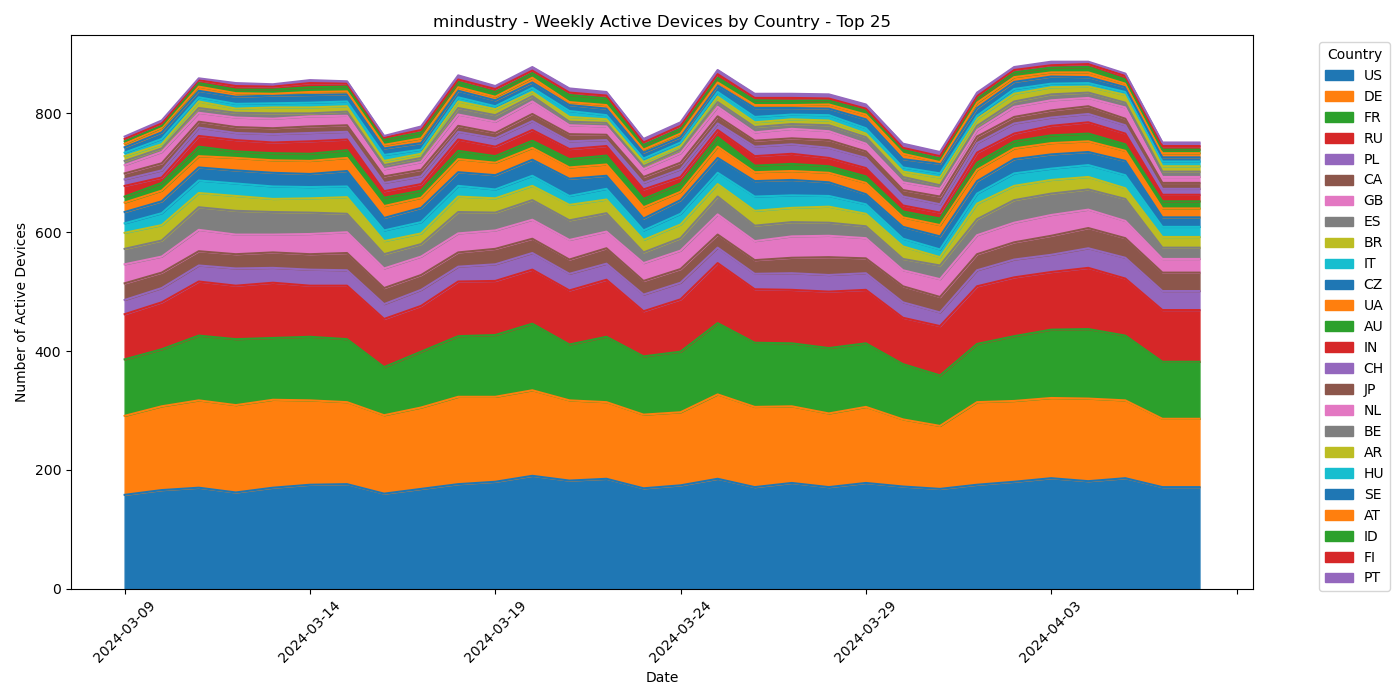 mindustry - Weekly Active Devices by Country - Top 25
Number of Active Devices
800
600
400
200
0
2024-03-09
2024-03-14
2024-03-19
2024-03-24
2024-03-29
2024-04-03
Date
Country
US
DE
FR
RU
PL
CA
GB
ES
BR
IT
CZ
UA
AU
IN
CH
JP
NL
BE
AR
HU
SE
AT
ID
FI
PT